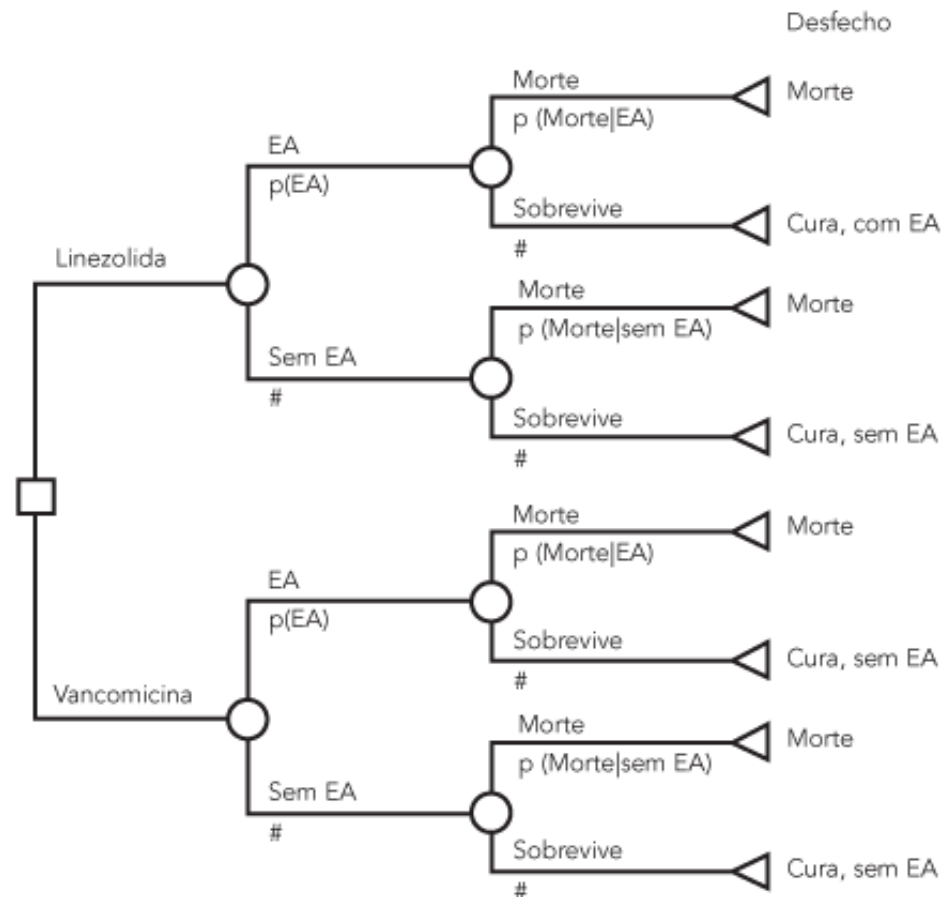 Desfecho
Morte
p (Morte|EA)
Morte
EA
p(EA)
Sobrevive
#
Cura, com EA
Linezolida
Morte
p (Morte|sem EA)
Morte
Sem EA
#
Sobrevive
#
Cura, sem EA
Morte
p (Morte|EA)
Morte
EA
p(EA)
Sobrevive
#
Cura, sem EA
Vancomicina
Morte
p (Morte|sem EA)
Morte
Sem EA
#
Sobrevive
#
Cura, sem EA